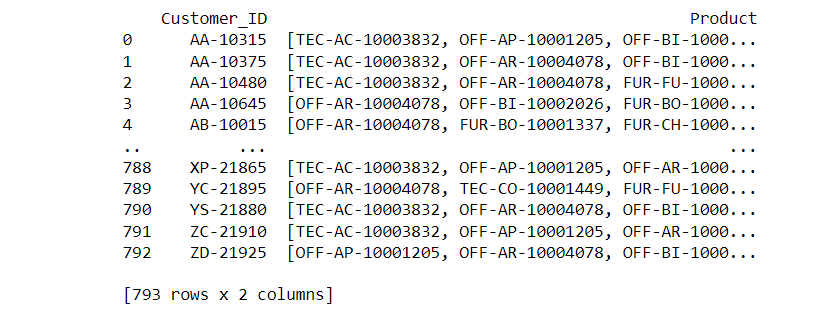 Customer_ID Product
0 AA-10315 [TEC-AC-10003832, OFF-AP-10001205, OFF-BI-1000...
1 AA-10375 [TEC-AC-10003832, OFF-AR-10004078, OFF-BI-1000...
2 AA-10480 [TEC-AC-10003832, OFF-AR-10004078, FUR-FU-1000...
3 AA-10645 [OFF-AR-10004078, OFF-BI-10002026, FUR-BO-1000...
4 AB-10015 [OFF-AR-10004078, FUR-BO-10001337, FUR-CH-1000...
.. ... ...
788 XP-21865 [TEC-AC-10003832, OFF-AP-10001205, OFF-AR-1000...
789 YC-21895 [OFF-AR-10004078, TEC-CO-10001449, FUR-FU-1000...
790 YS-21880 [TEC-AC-10003832, OFF-AR-10004078, OFF-BI-1000...
791 ZC-21910 [TEC-AC-10003832, OFF-AP-10001205, OFF-AR-1000...
792 ZD-21925 [OFF-AP-10001205, OFF-AR-10004078, OFF-BI-1000...
[793 rows x 2 columns]